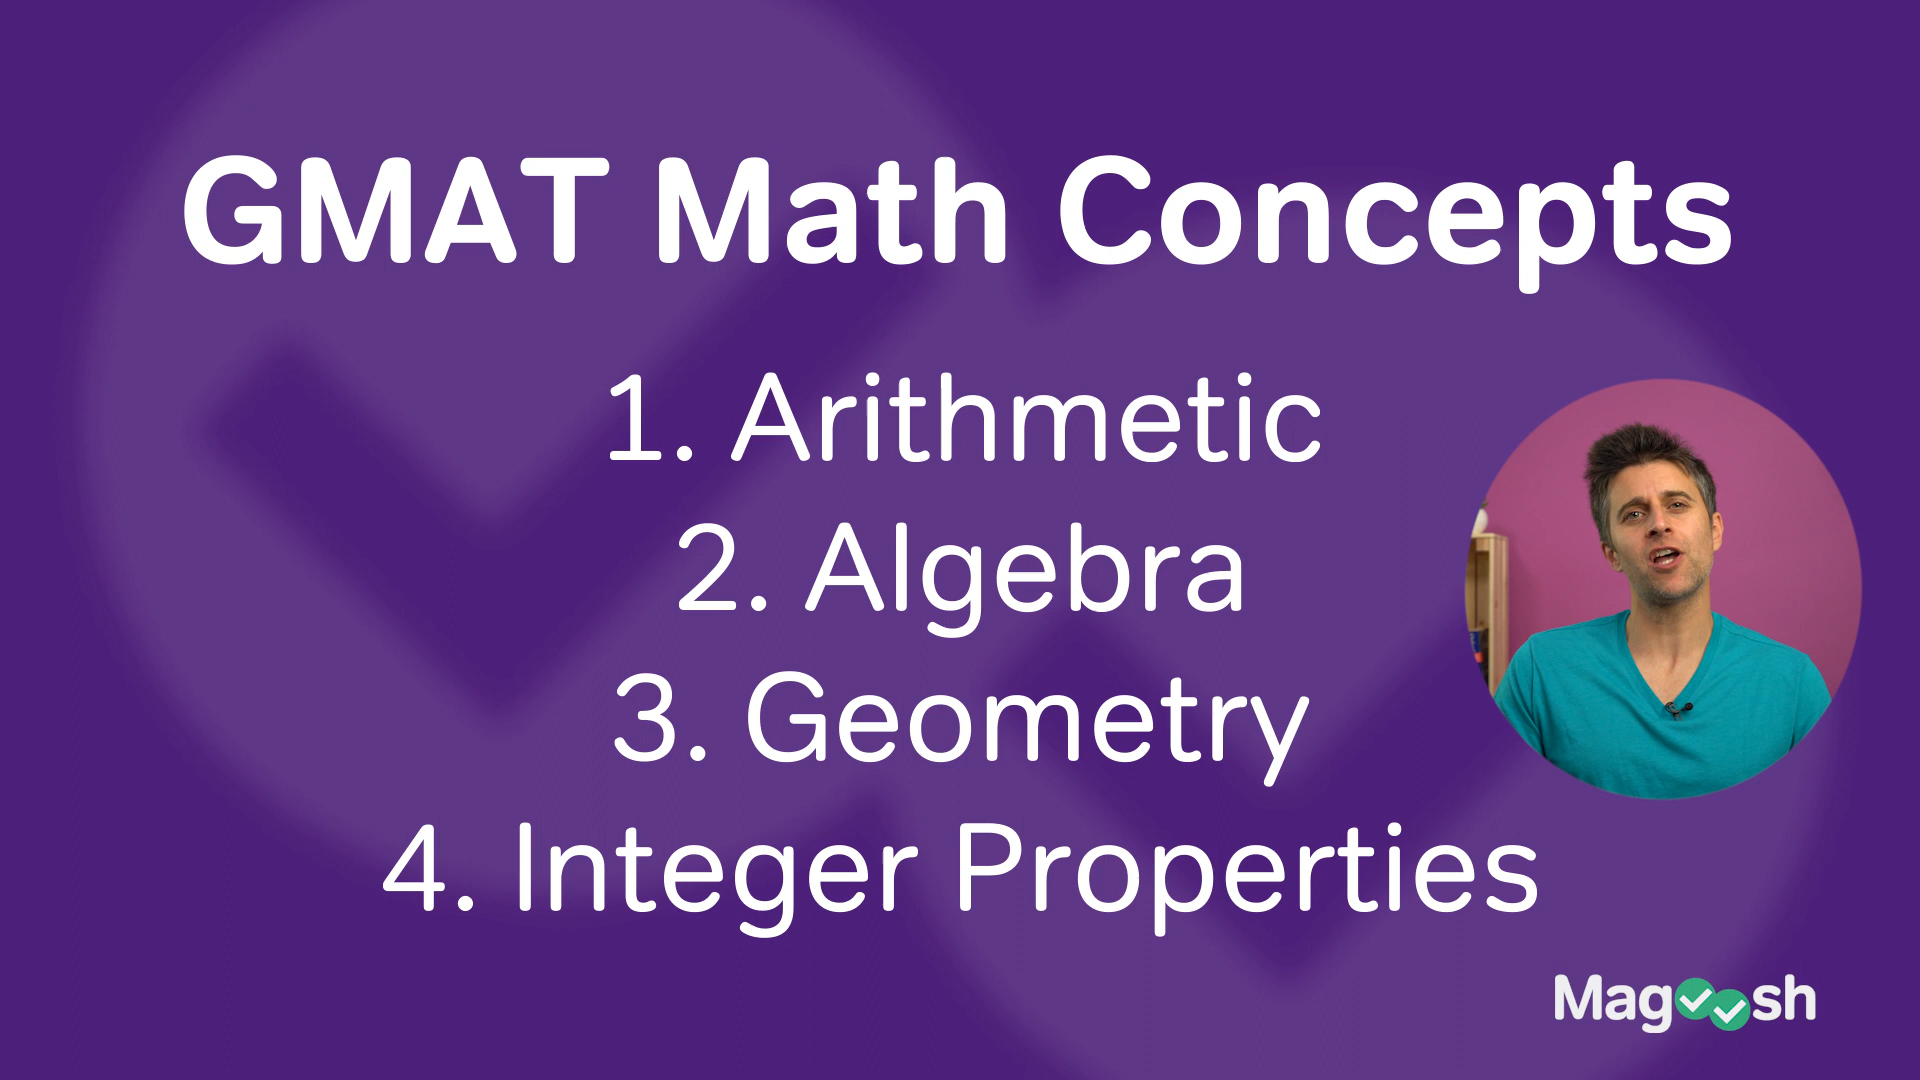 GMAT Math Concepts
1. Arithmetic
2. Algebra
3. Geometry
4. Integer Properties
Magoosh